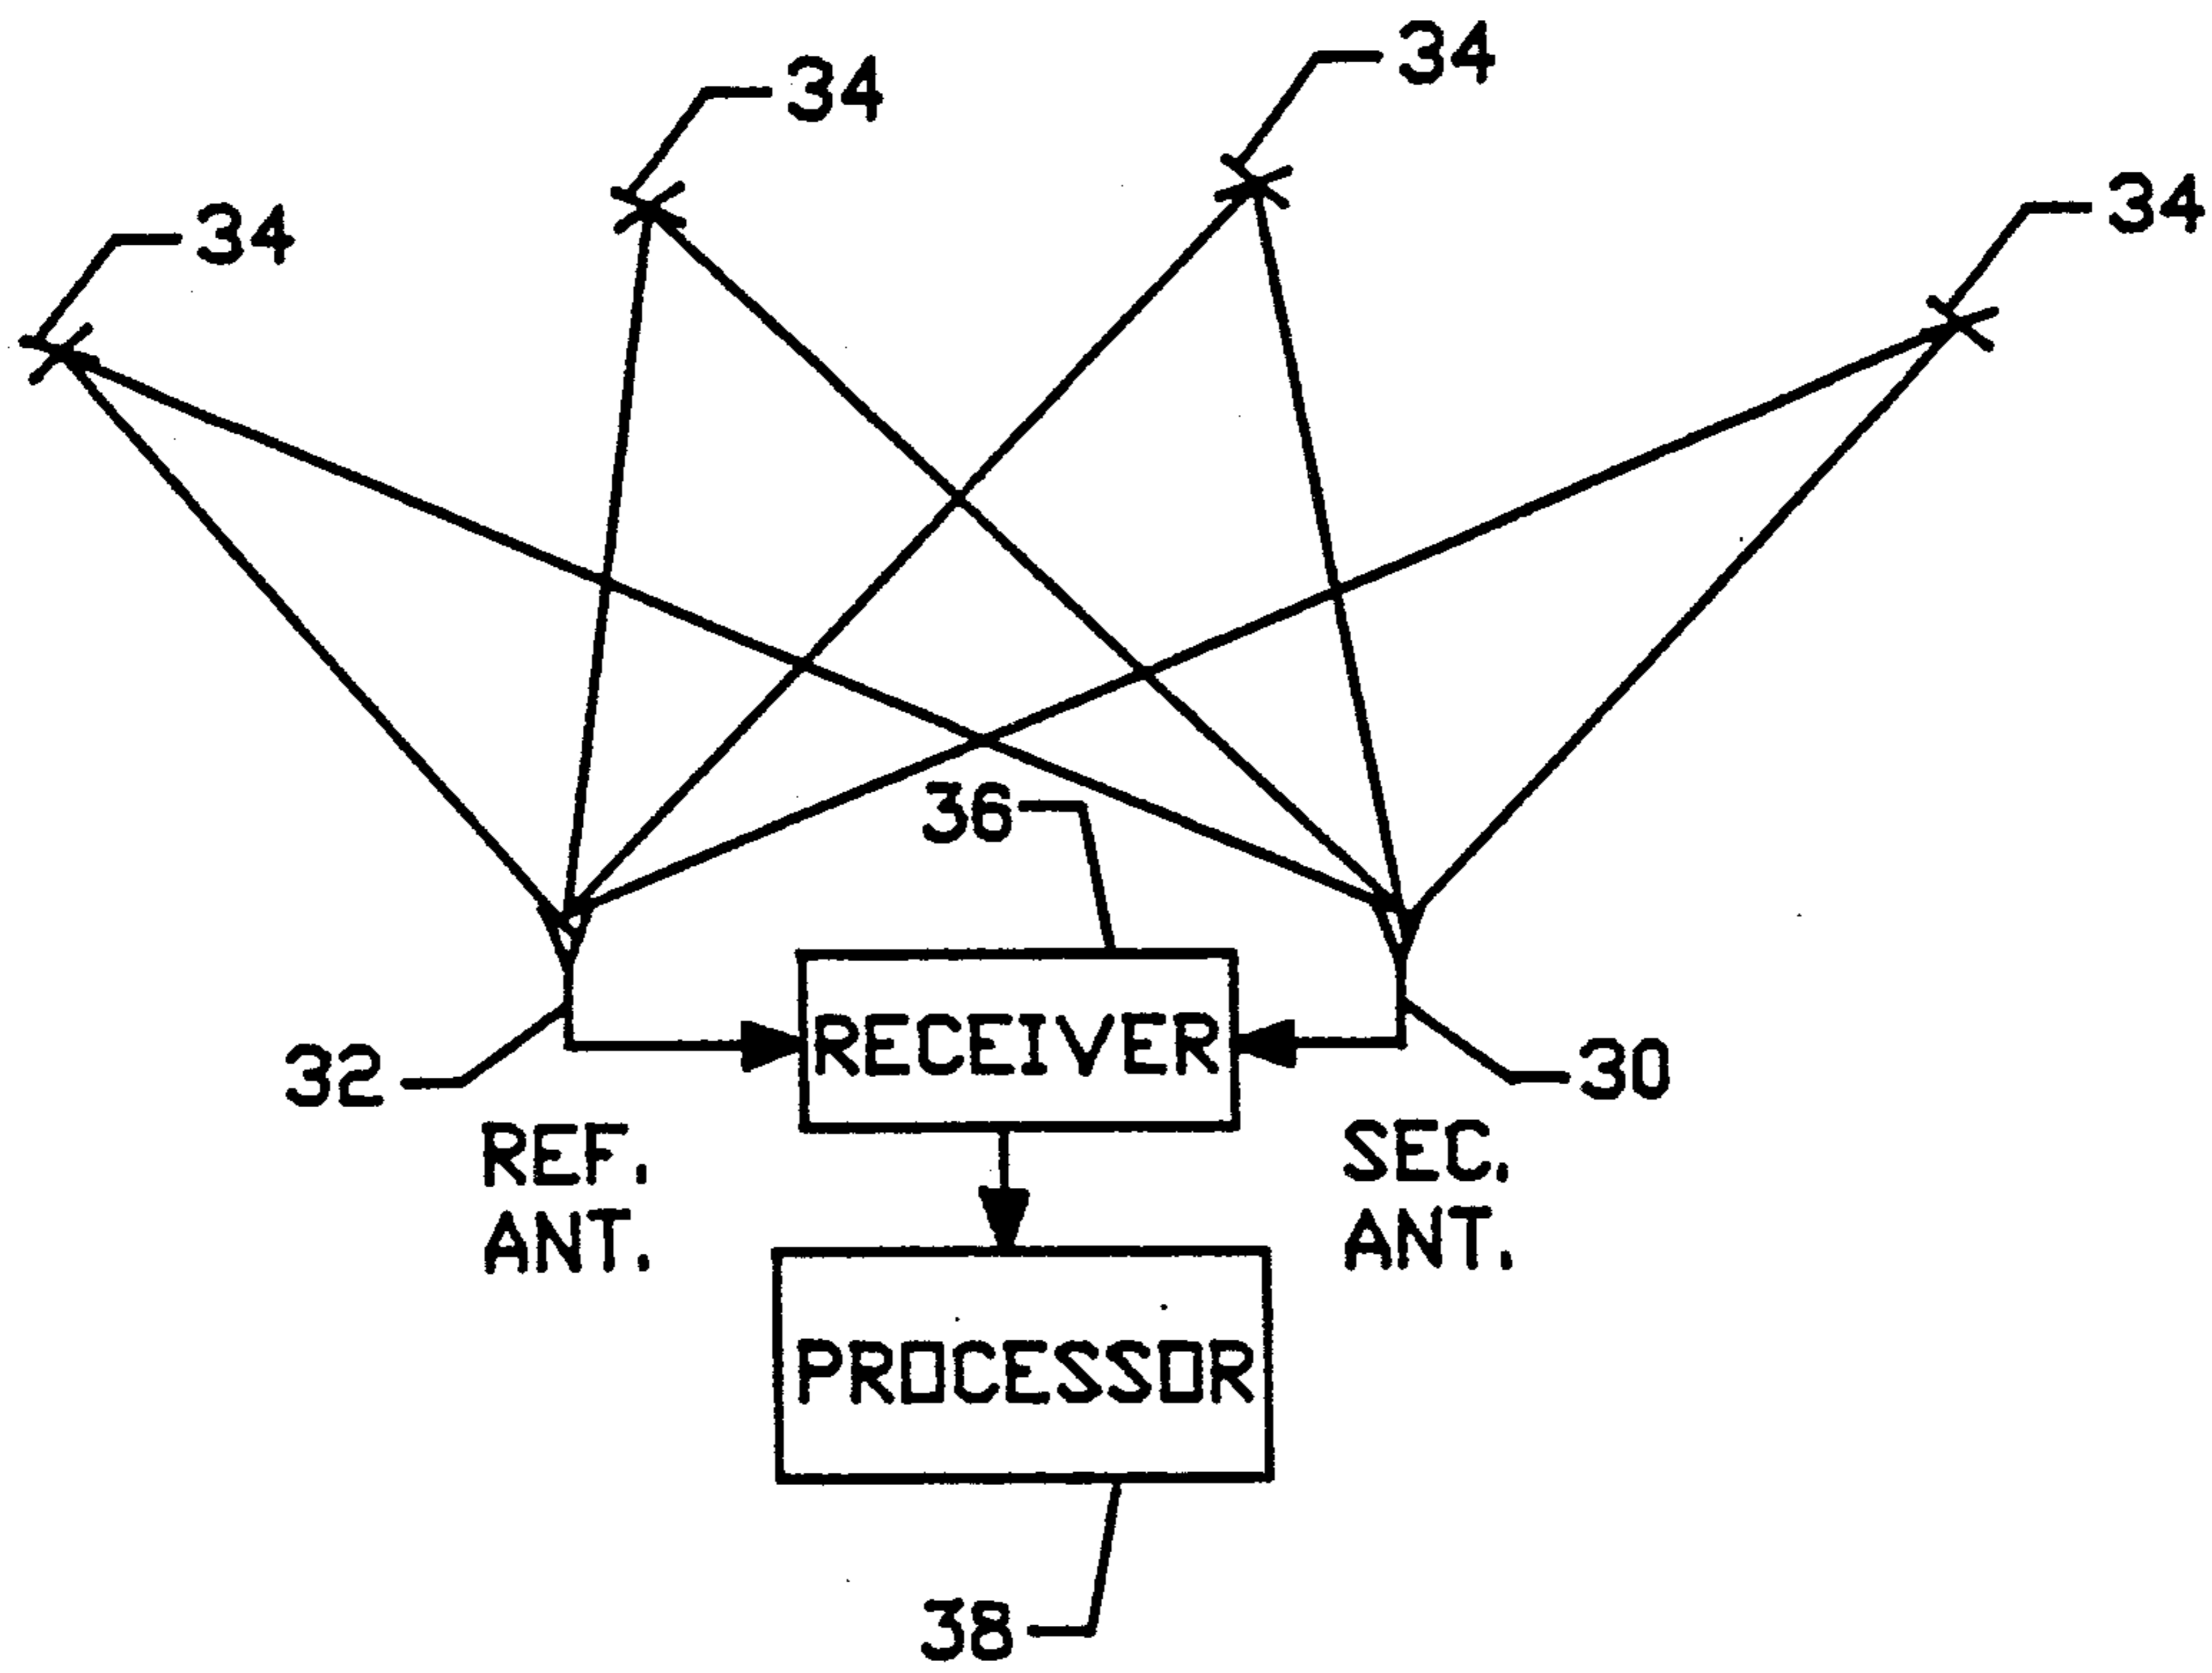 34
34
34
34
36
RECEIVER
32
30
REF.
ANT.
SEC.
ANT.
PROCESSOR
38